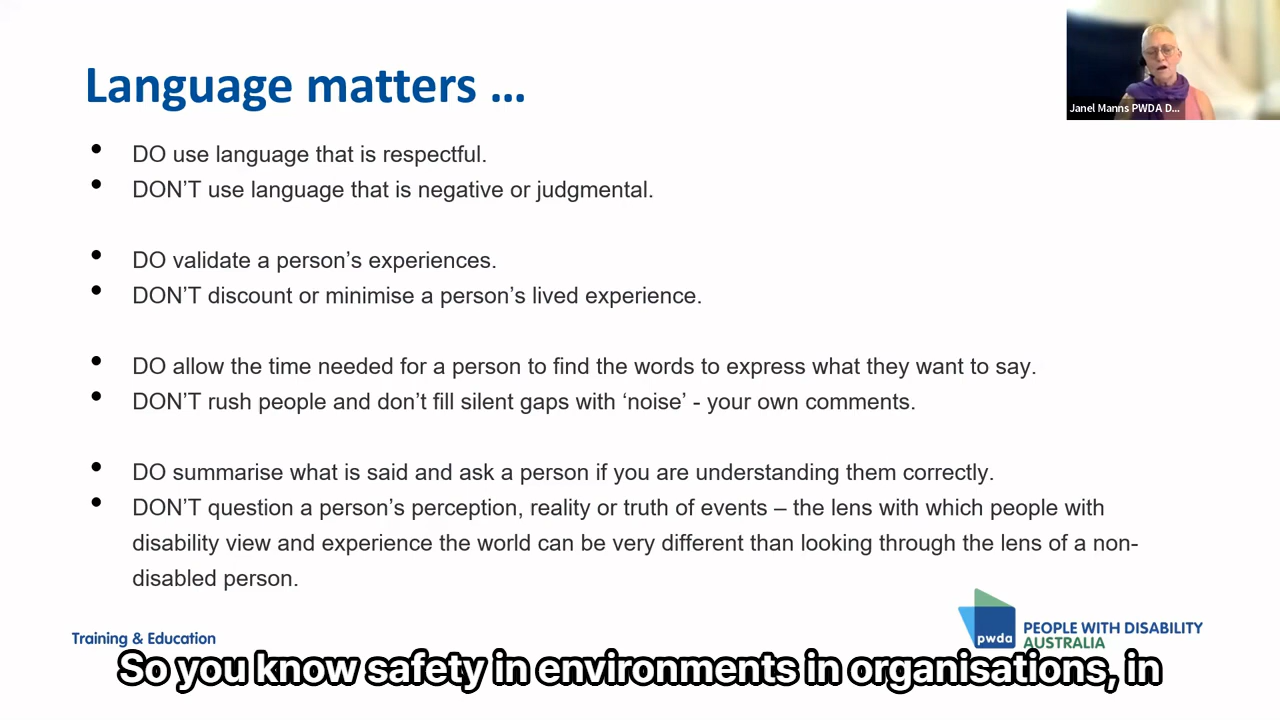 Language matters ...
Janel Manns PWDA D...
• DO use language that is respectful.
• DON’T use language that is negative or judgmental.
• DO validate a person’s experiences.
• DON’T discount or minimise a person’s lived experience.
• DO allow the time needed for a person to find the words to express what they want to say.
• DON’T rush people and don’t fill silent gaps with ‘noise’ - your own comments.
• DO summarise what is said and ask a person if you are understanding them correctly.
• DON’T question a person’s perception, reality or truth of events – the lens with which people with
disability view and experience the world can be very different than looking through the lens of a non-
disabled person.
Training & Education
pwda
PEOPLE WITH DISABILITY
AUSTRALIA
So you know safety in environments in organisations, in